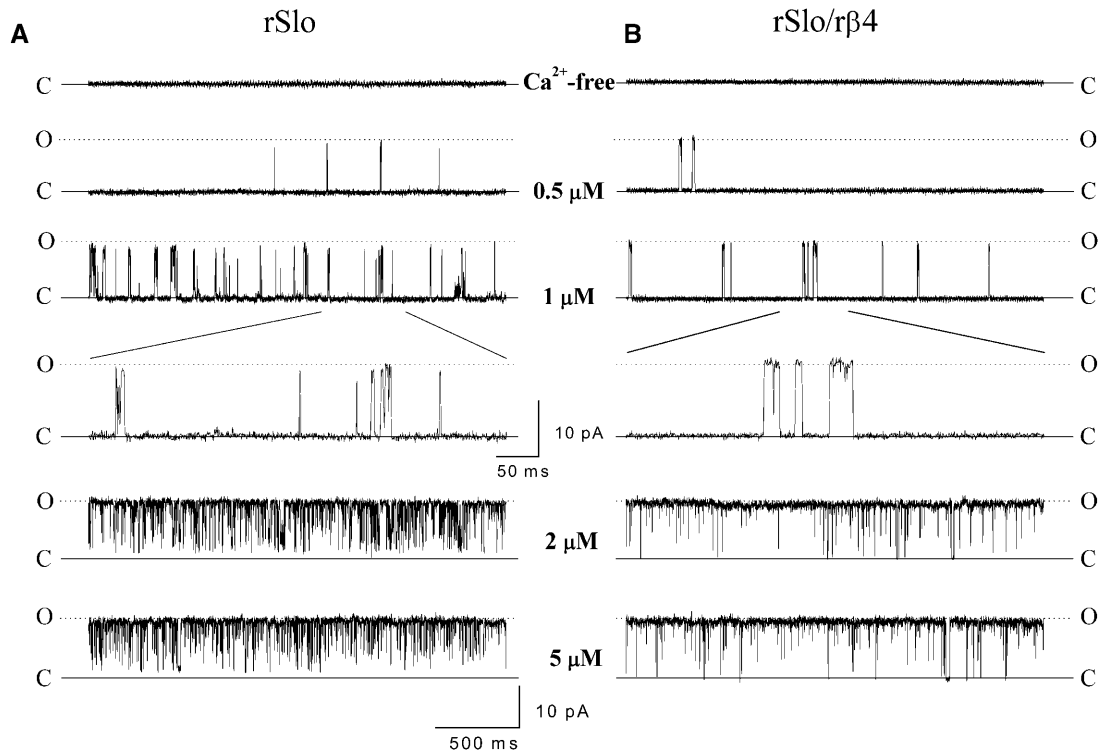 A rSlo B rSlo/rβ4
C Ca²⁺-free C
O O
C 0.5 μM C
O O
C 1 μM C
O O
C C
10 pA
50 ms
O O
2 μM
C C
O O
5 μM
C C
10 pA
500 ms